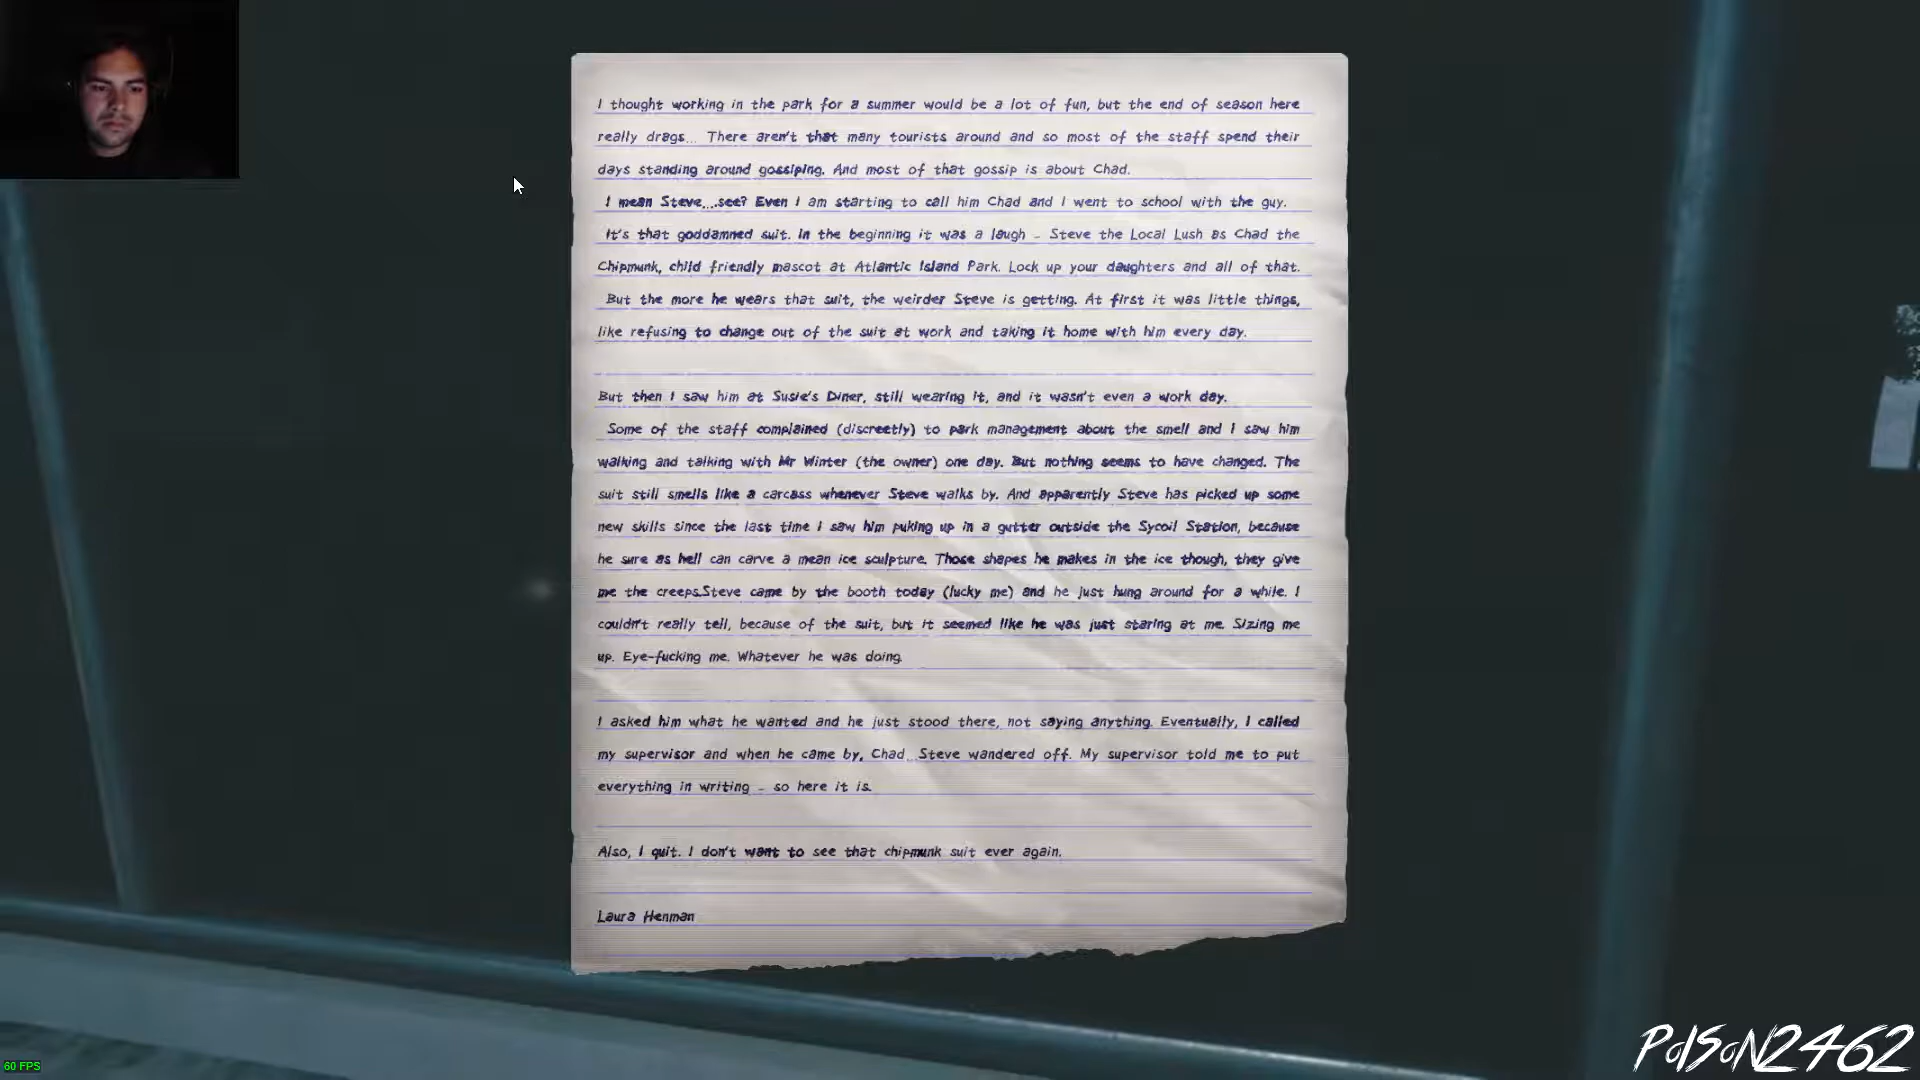 I thought working in the park for a summer would be a lot of fun, but the end of season here
really drags... There aren't that many tourists around and so most of the staff spend their
days standing around gossiping. And most of that gossip is about Chad.
I mean Steve...see? Even I am starting to call him Chad and I went to school with the guy.
It's that goddamned suit. In the beginning it was a laugh - Steve the Local Lush as Chad the
Chipmunk, child friendly mascot at Atlantic Island Park. Lock up your daughters and all of that.
But the more he wears that suit, the weirder Steve is getting. At first it was little things,
like refusing to change out of the suit at work and taking it home with him every day.
But then I saw him at Susie's Diner, still wearing it, and it wasn't even a work day.
Some of the staff complained (discreetly) to park management about the smell and I saw him
walking and talking with Mr Winter (the owner) one day. But nothing seems to have changed. The
suit still smells like a carcass whenever Steve walks by. And apparently Steve has picked up some
new skills since the last time I saw him puking up in a gutter outside the Sycoil Station, because
he sure as hell can carve a mean ice sculpture. Those shapes he makes in the ice though, they give
me the creeps.Steve came by the booth today (lucky me) and he just hung around for a while. I
couldn't really tell, because of the suit, but it seemed like he was just staring at me. Sizing me
up. Eye-fucking me. Whatever he was doing.
I asked him what he wanted and he just stood there, not saying anything. Eventually, I called
my supervisor and when he came by, Chad...Steve wandered off. My supervisor told me to put
everything in writing - so here it is.
Also, I quit. I don't want to see that chipmunk suit ever again.
Laura Henman
60 FPS
PoISoN2462